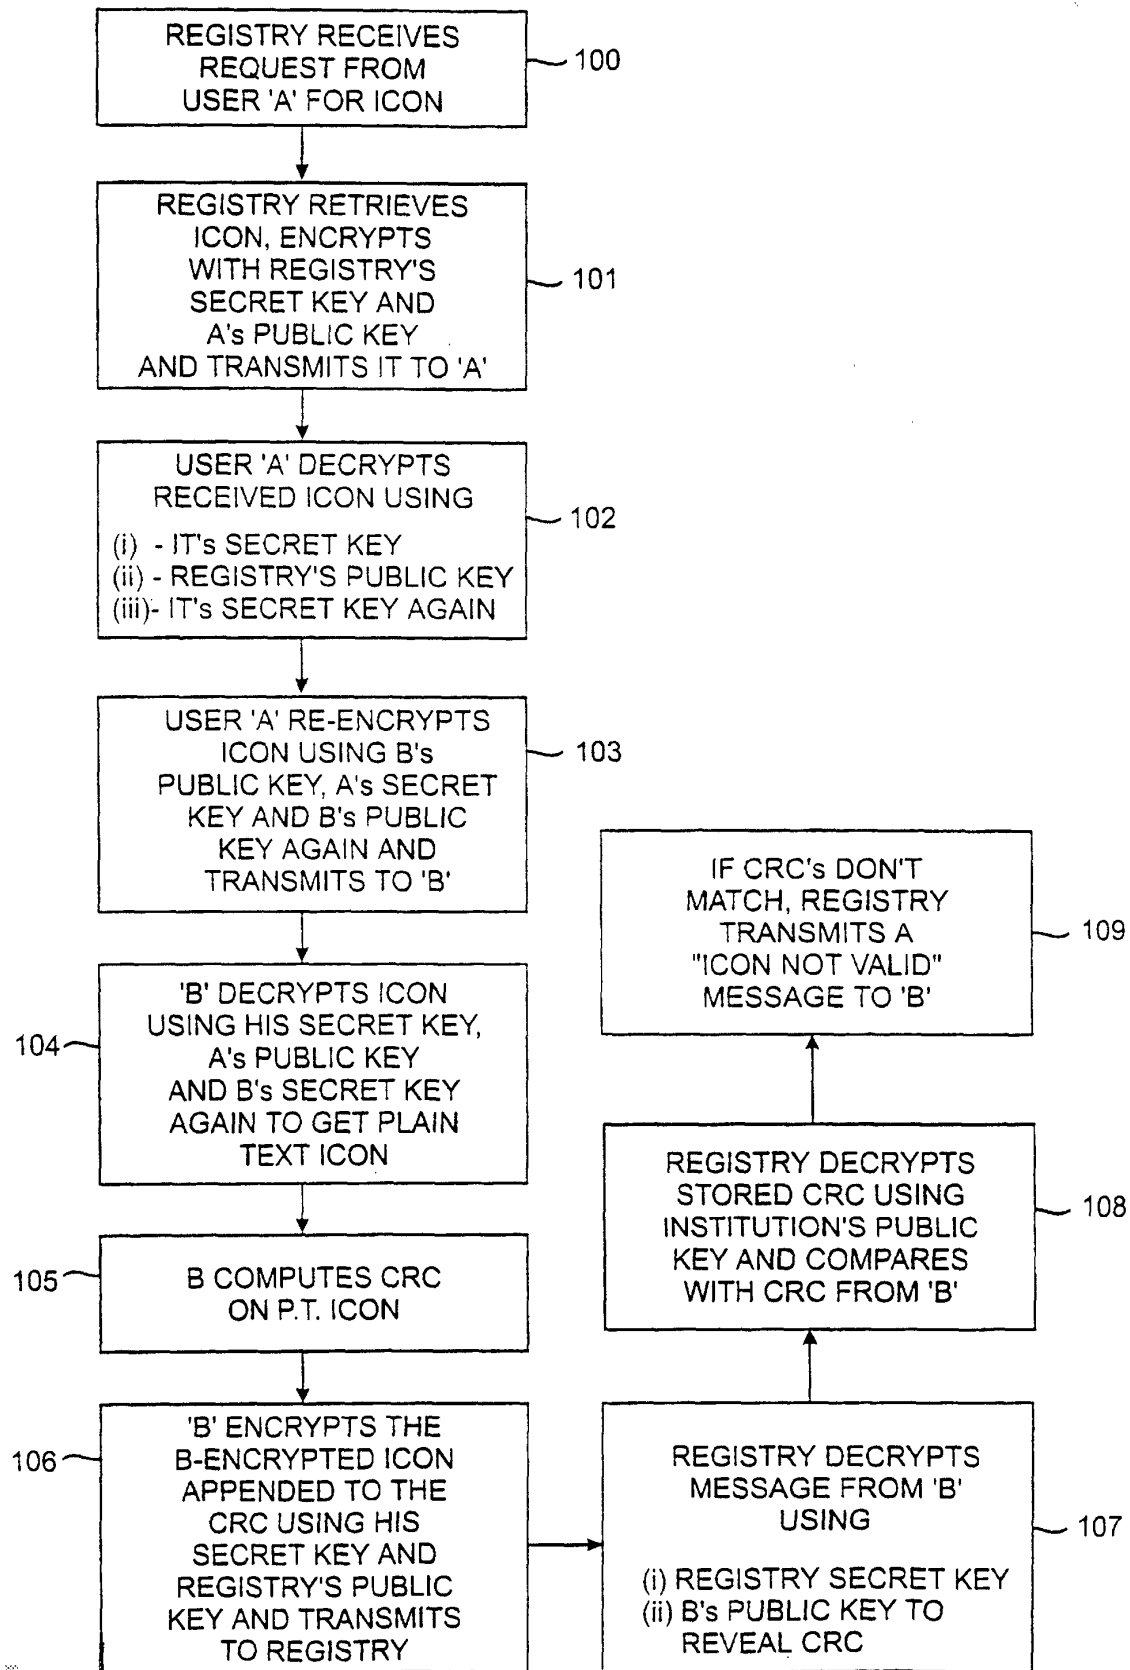 REGISTRY RECEIVES
REQUEST FROM
USER 'A' FOR ICON
100
REGISTRY RETRIEVES
ICON, ENCRYPTS
WITH REGISTRY'S
SECRET KEY AND
A's PUBLIC KEY
AND TRANSMITS IT TO 'A'
101
USER 'A' DECRYPTS
RECEIVED ICON USING
(i) - IT's SECRET KEY
(ii) - REGISTRY'S PUBLIC KEY
(iii)- IT's SECRET KEY AGAIN
102
USER 'A' RE-ENCRYPTS
ICON USING B's
PUBLIC KEY, A's SECRET
KEY AND B's PUBLIC
KEY AGAIN AND
TRANSMITS TO 'B'
103
'B' DECRYPTS ICON
USING HIS SECRET KEY,
A's PUBLIC KEY
AND B's SECRET KEY
AGAIN TO GET PLAIN
TEXT ICON
104
B COMPUTES CRC
ON P.T. ICON
105
'B' ENCRYPTS THE
B-ENCRYPTED ICON
APPENDED TO THE
CRC USING HIS
SECRET KEY AND
REGISTRY'S PUBLIC
KEY AND TRANSMITS
TO REGISTRY
106
REGISTRY DECRYPTS
MESSAGE FROM 'B'
USING
(i) REGISTRY SECRET KEY
(ii) B's PUBLIC KEY TO
REVEAL CRC
107
REGISTRY DECRYPTS
STORED CRC USING
INSTITUTION'S PUBLIC
KEY AND COMPARES
WITH CRC FROM 'B'
108
IF CRC's DON'T
MATCH, REGISTRY
TRANSMITS A
"ICON NOT VALID"
MESSAGE TO 'B'
109